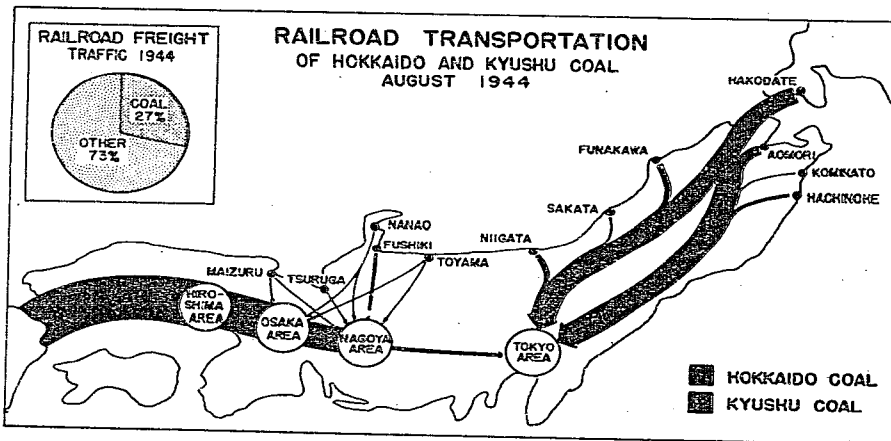 RAILROAD FREIGHT
TRAFFIC 1944
COAL
27%
OTHER
73%
RAILROAD TRANSPORTATION
OF HOKKAIDO AND KYUSHU COAL
AUGUST 1944
HAKODATE
AOMORI
KOMINATO
HACHINOHE
FUNAKAWA
SAKATA
NIIGATA
NANAO
FUSHIKI
TOYAMA
MAIZURU
TSURUGA
HIRO-
SHIMA
AREA
OSAKA
AREA
NAGOYA
AREA
TOKYO
AREA
HOKKAIDO COAL
KYUSHU COAL